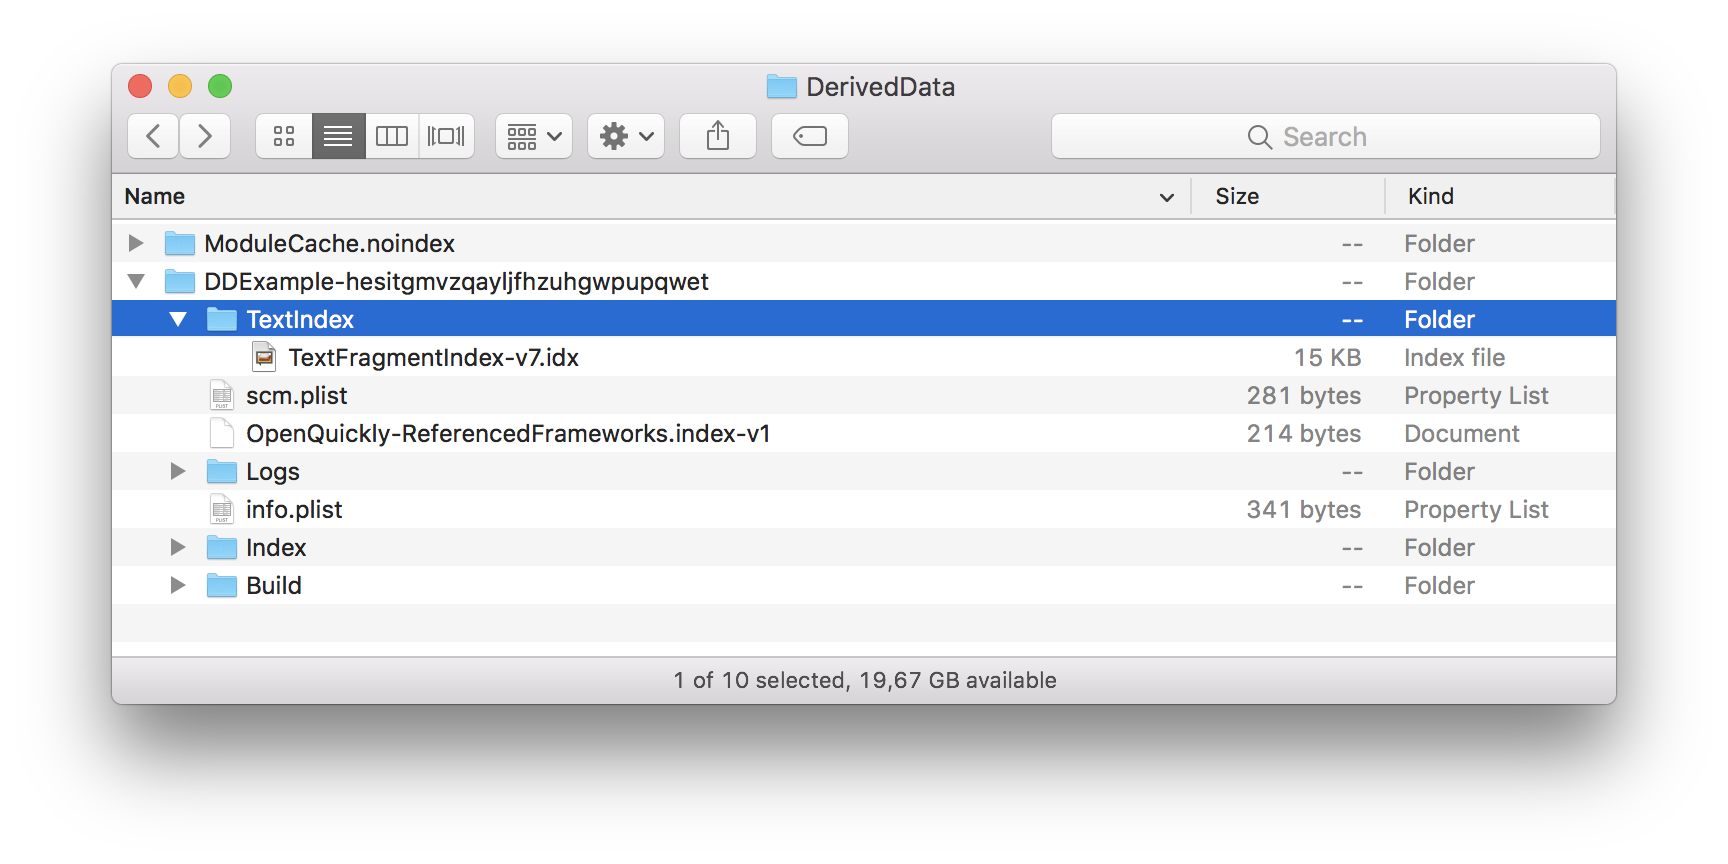 DerivedData
Search
Name Size Kind
ModuleCache.noindex -- Folder
DDExample-hesitgmvzqayljfhzuhgwpupqwet -- Folder
TextIndex -- Folder
TextFragmentIndex-v7.idx 15 KB Index file
scm.plist 281 bytes Property List
OpenQuickly-ReferencedFrameworks.index-v1 214 bytes Document
Logs -- Folder
info.plist 341 bytes Property List
Index -- Folder
Build -- Folder
1 of 10 selected, 19,67 GB available